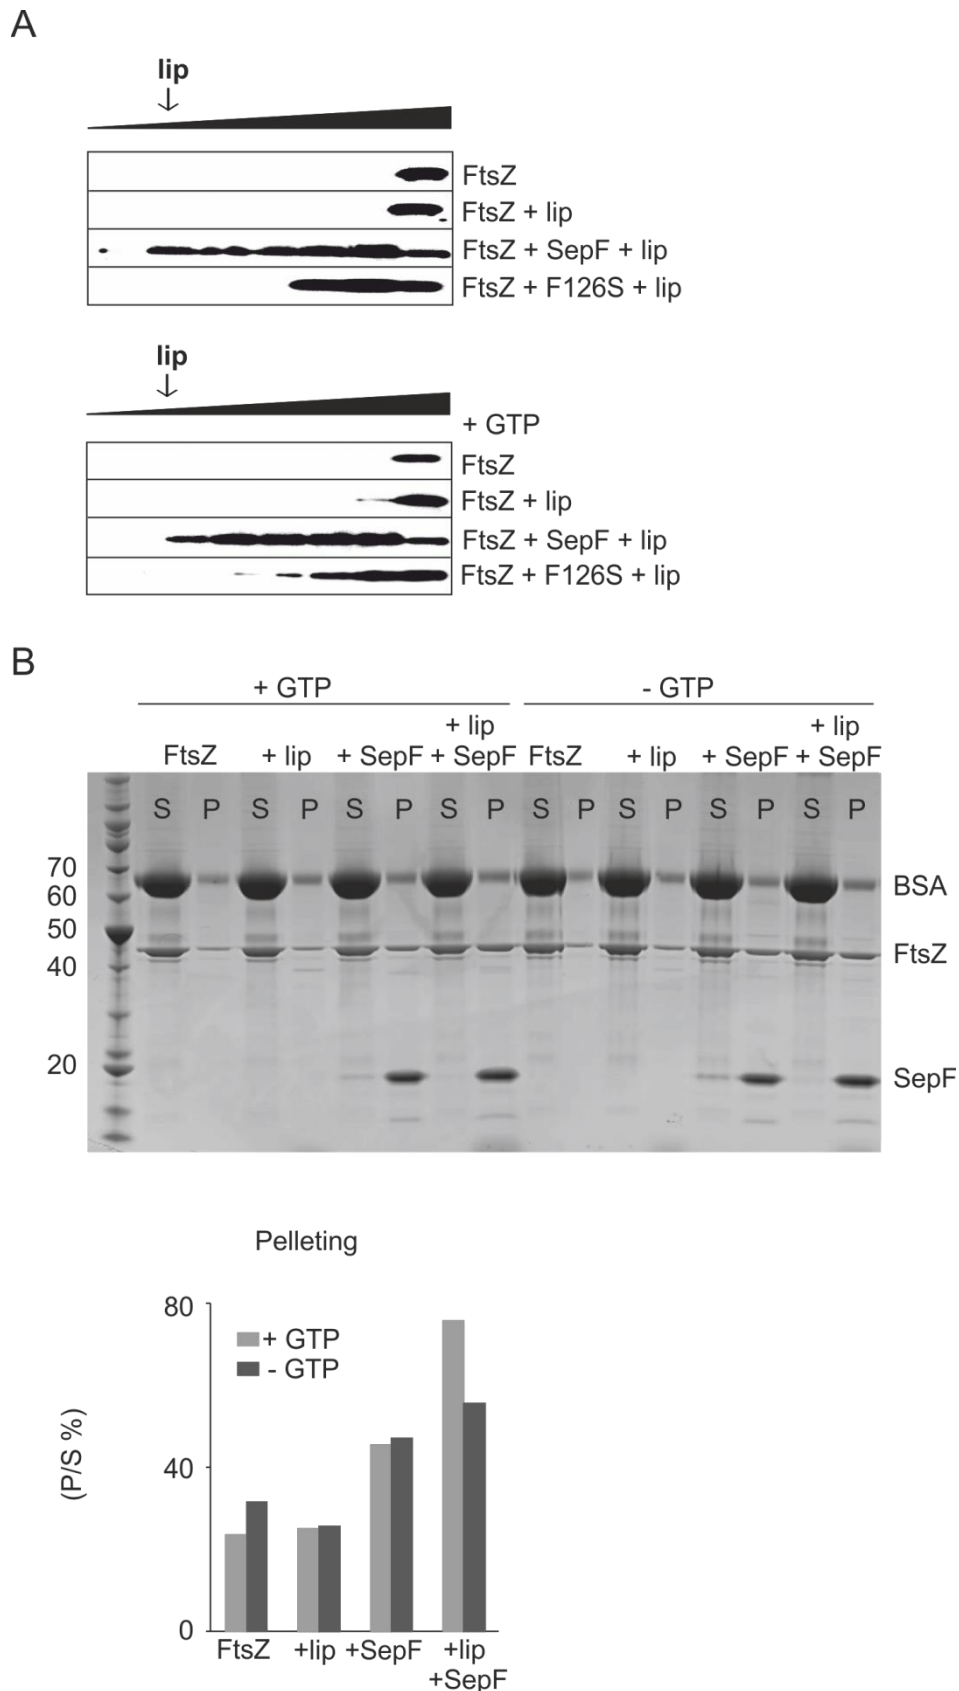 A
lip
FtsZ
FtsZ + lip
FtsZ + SepF + lip
FtsZ + F126S + lip
lip
+ GTP
FtsZ
FtsZ + lip
FtsZ + SepF + lip
FtsZ + F126S + lip
B
+ GTP - GTP
+ lip + lip
FtsZ + lip + SepF + SepF FtsZ + lip + SepF + SepF
S P S P S P S P S P S P S P S P
70
60
50
40
20
BSA
FtsZ
SepF
Pelleting
80
40
0
(P/S %)
+ GTP
- GTP
FtsZ +lip +SepF +lip
+SepF